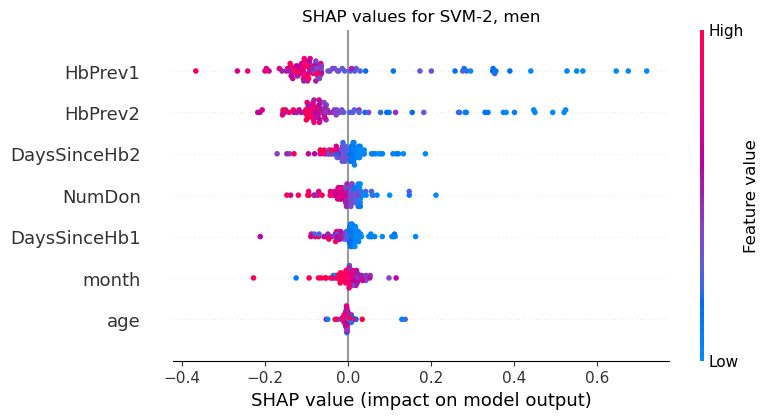 SHAP values for SVM-2, men
High
HbPrev1
HbPrev2
DaysSinceHb2
NumDon
DaysSinceHb1
month
age
Feature value
Low
−0.4 −0.2 0.0 0.2 0.4 0.6
SHAP value (impact on model output)